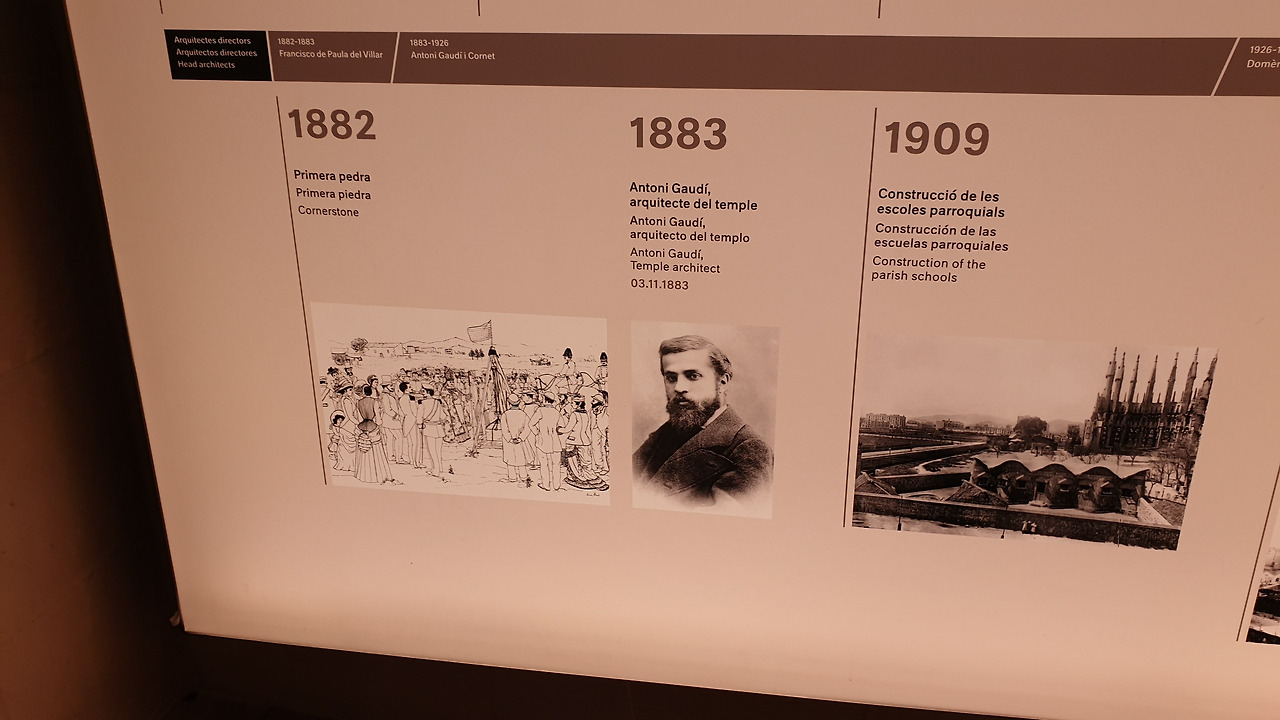 Arquitectes directors
Arquitectos directores
Head architects
1882-1883
Francisco de Paula del Villar
1883-1926
Antoni Gaudí i Cornet
1882
Primera pedra
Primera piedra
Cornerstone
1883
Antoni Gaudí,
arquitecte del temple
Antoni Gaudí,
arquitecto del templo
Antoni Gaudí,
Temple architect
03.11.1883
1909
Construcció de les
escoles parroquials
Construcción de las
escuelas parroquiales
Construction of the
parish schools